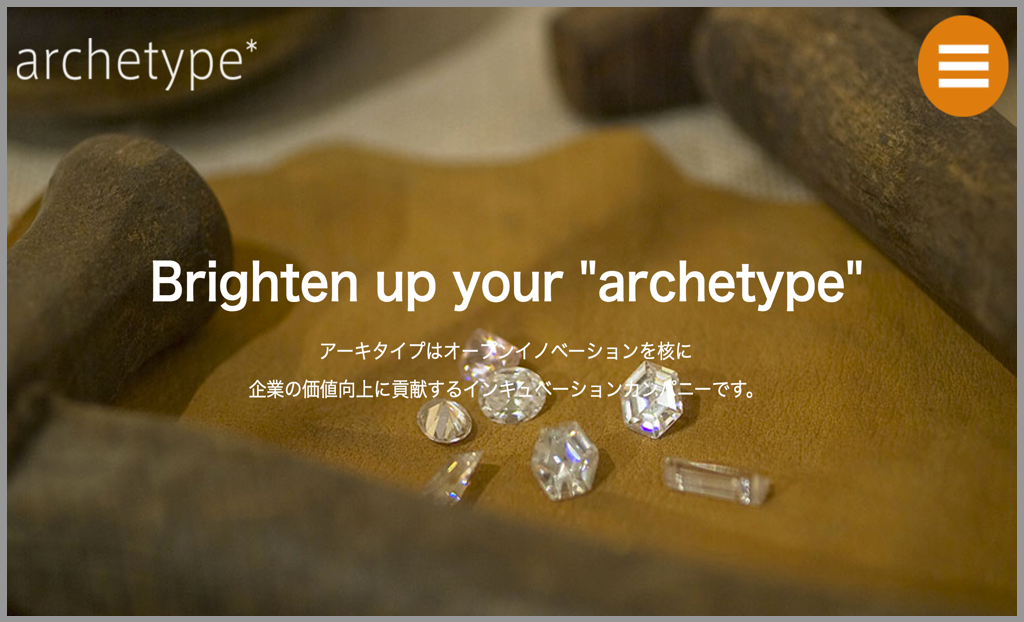 archetype*
Brighten up your "archetype"
アーキタイプはオープンイノベーションを核に
企業の価値向上に貢献するインキュベーションカンパニーです。